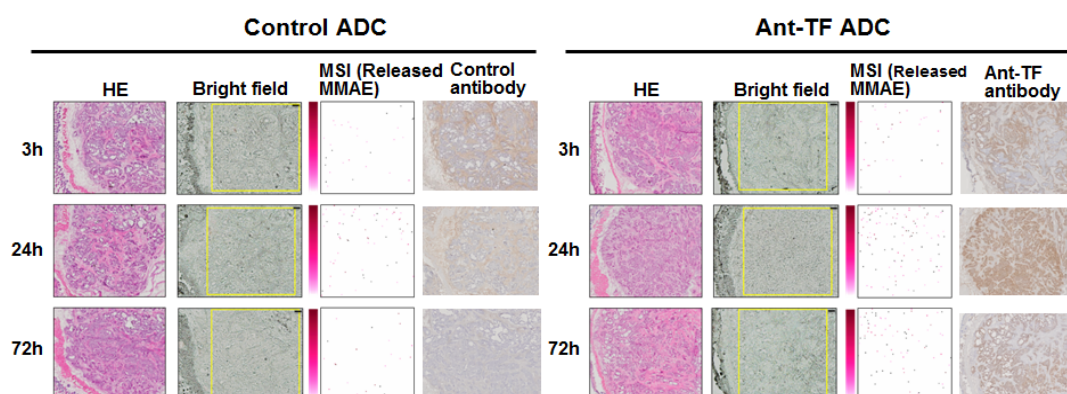 Control ADC
Ant-TF ADC
HE
Bright field
MSI (Released
MMAE)
Control
antibody
HE
Bright field
MSI (Released
MMAE)
Ant-TF
antibody
3h
3h
24h
24h
72h
72h